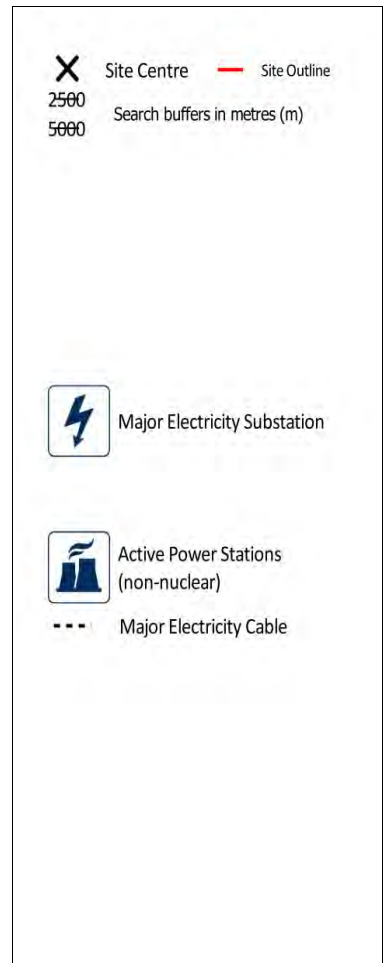 Site Centre
Site Outline
2500
5000
Search buffers in metres (m)
Major Electricity Substation
Active Power Stations
(non-nuclear)
Major Electricity Cable